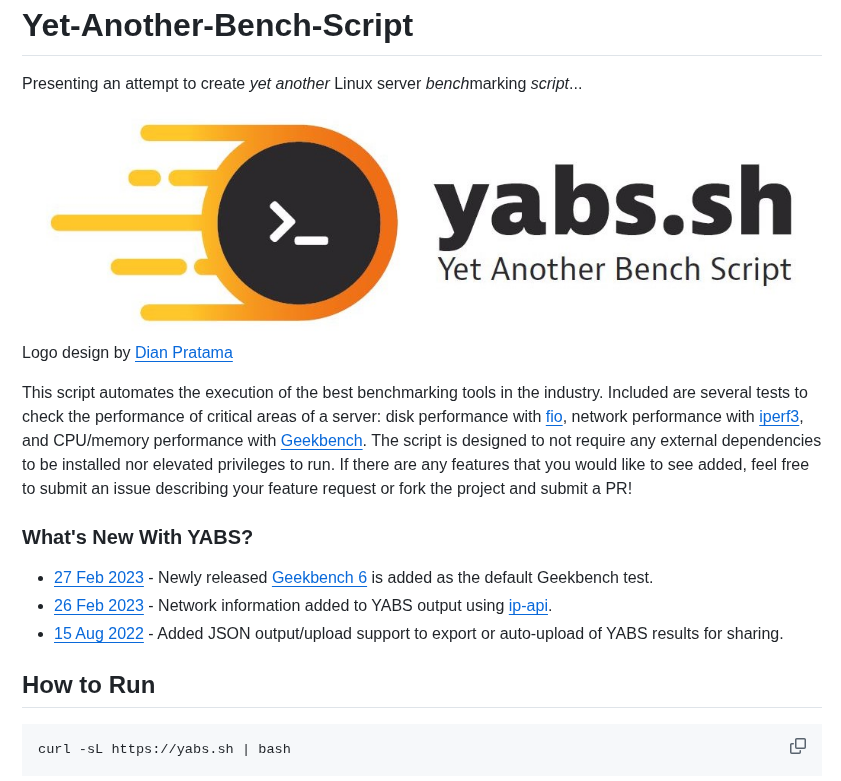 Yet-Another-Bench-Script
Presenting an attempt to create yet another Linux server benchmarking script...
>_
yabs.sh
Yet Another Bench Script
Logo design by Dian Pratama
This script automates the execution of the best benchmarking tools in the industry. Included are several tests to
check the performance of critical areas of a server: disk performance with fio, network performance with iperf3,
and CPU/memory performance with Geekbench. The script is designed to not require any external dependencies
to be installed nor elevated privileges to run. If there are any features that you would like to see added, feel free
to submit an issue describing your feature request or fork the project and submit a PR!
What's New With YABS?
• 27 Feb 2023 - Newly released Geekbench 6 is added as the default Geekbench test.
• 26 Feb 2023 - Network information added to YABS output using ip-api.
• 15 Aug 2022 - Added JSON output/upload support to export or auto-upload of YABS results for sharing.
How to Run
curl -sL https://yabs.sh | bash